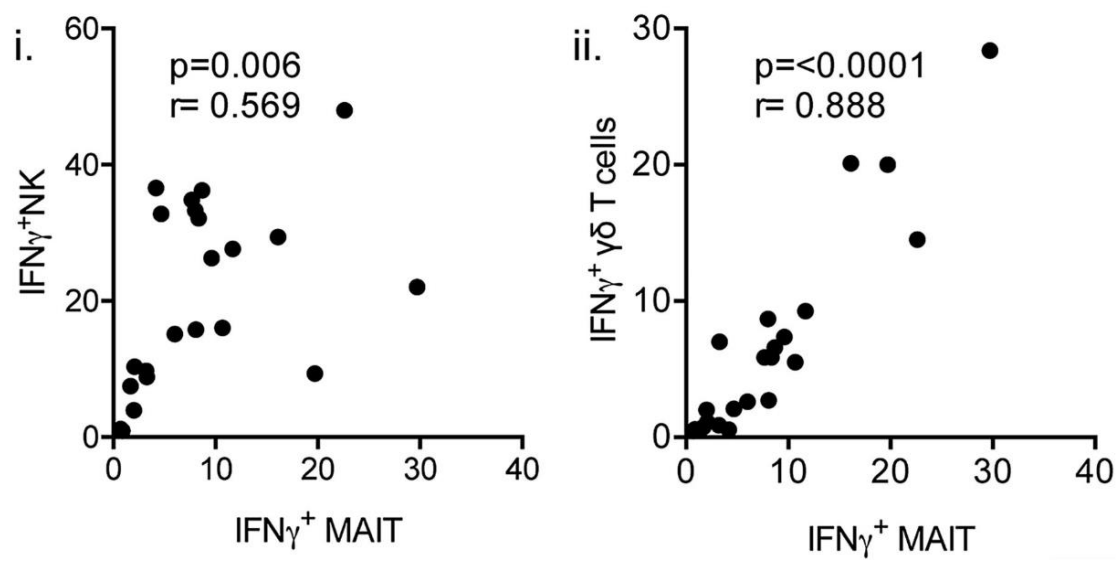 i.
p=0.006
r= 0.569
IFNγ⁺NK
60
40
20
0
0 10 20 30 40
IFNγ⁺ MAIT
ii.
p=<0.0001
r= 0.888
IFNγ⁺ γδ T cells
30
20
10
0
0 10 20 30 40
IFNγ⁺ MAIT